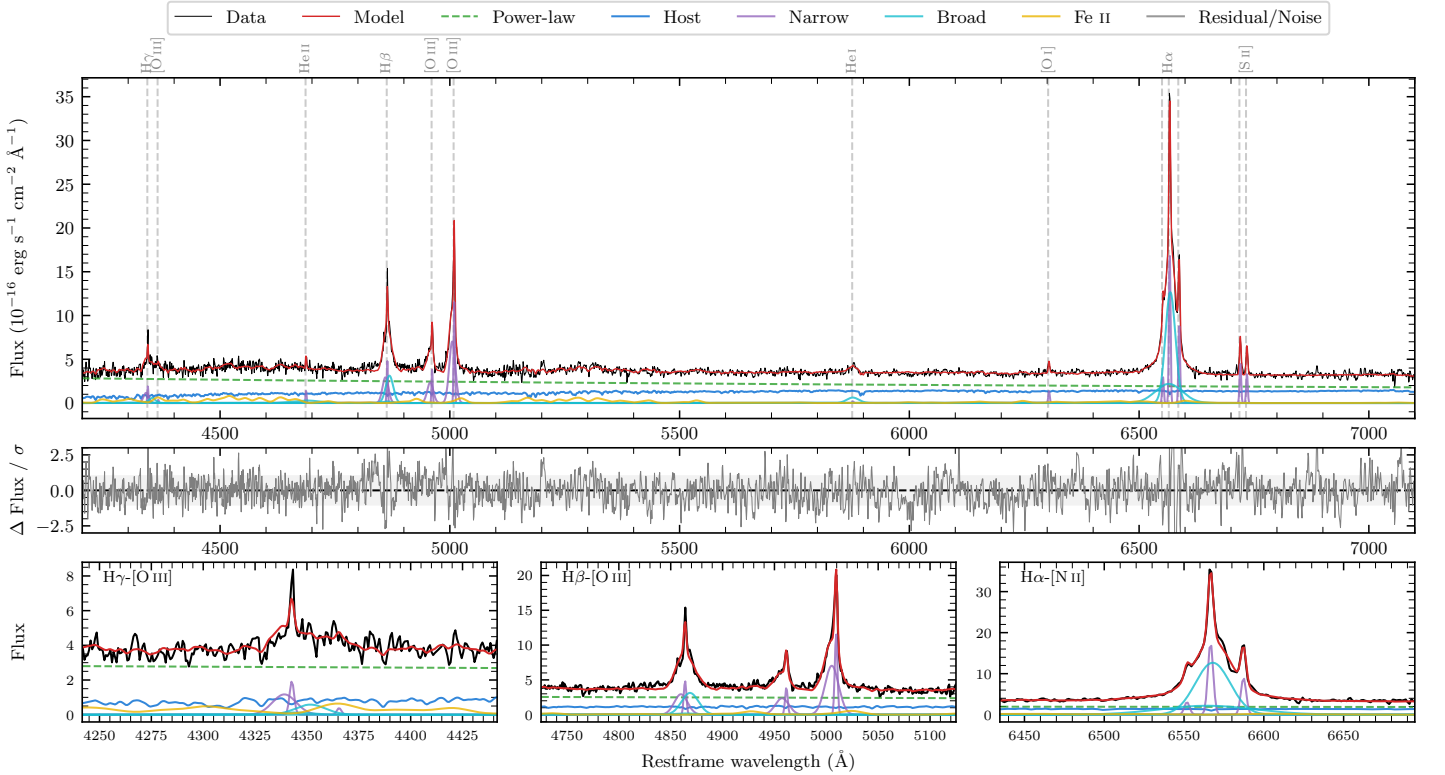 Data Model Power-law Host Narrow Broad Fe II Residual/Noise
Hγ [O III] He II Hβ [O III] [O III] He I [O I] Hα [S II]
Flux (10⁻¹⁶ erg s⁻¹ cm⁻² Å⁻¹)
35
30
25
20
15
10
5
0
4500 5000 5500 6000 6500 7000
Δ Flux / σ
2.5
0.0
−2.5
4500 5000 5500 6000 6500 7000
Flux
Hγ-[O III]
8
6
4
2
0
4250 4275 4300 4325 4350 4375 4400 4425
Hβ-[O III]
20
15
10
5
0
4750 4800 4850 4900 4950 5000 5050 5100
Hα-[N II]
30
20
10
0
6450 6500 6550 6600 6650
Restframe wavelength (Å)